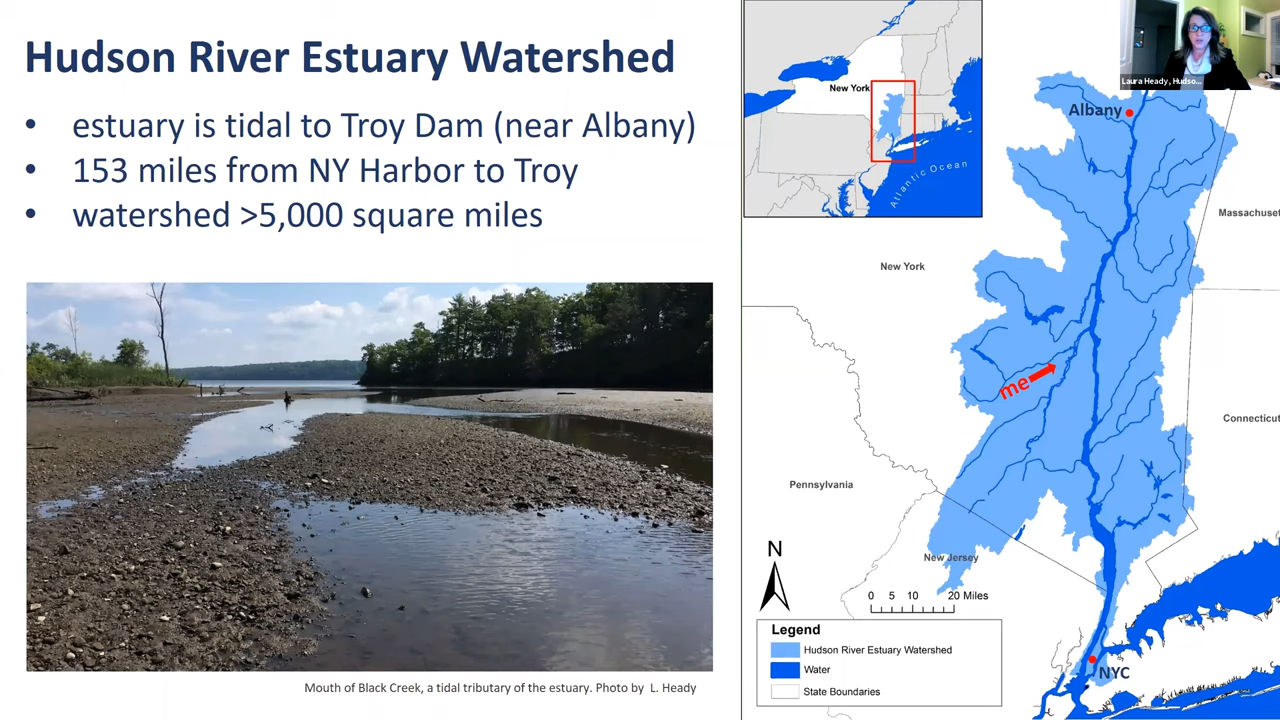 Hudson River Estuary Watershed
• estuary is tidal to Troy Dam (near Albany)
• 153 miles from NY Harbor to Troy
• watershed >5,000 square miles
Mouth of Black Creek, a tidal tributary of the estuary. Photo by L. Heady
New York
Atlantic Ocean
Laura Heady, Hudso...
Albany
Massachuset
New York
me
Connecticut
Pennsylvania
New Jersey
N
0 5 10 20 Miles
Legend
Hudson River Estuary Watershed
Water
State Boundaries
NYC